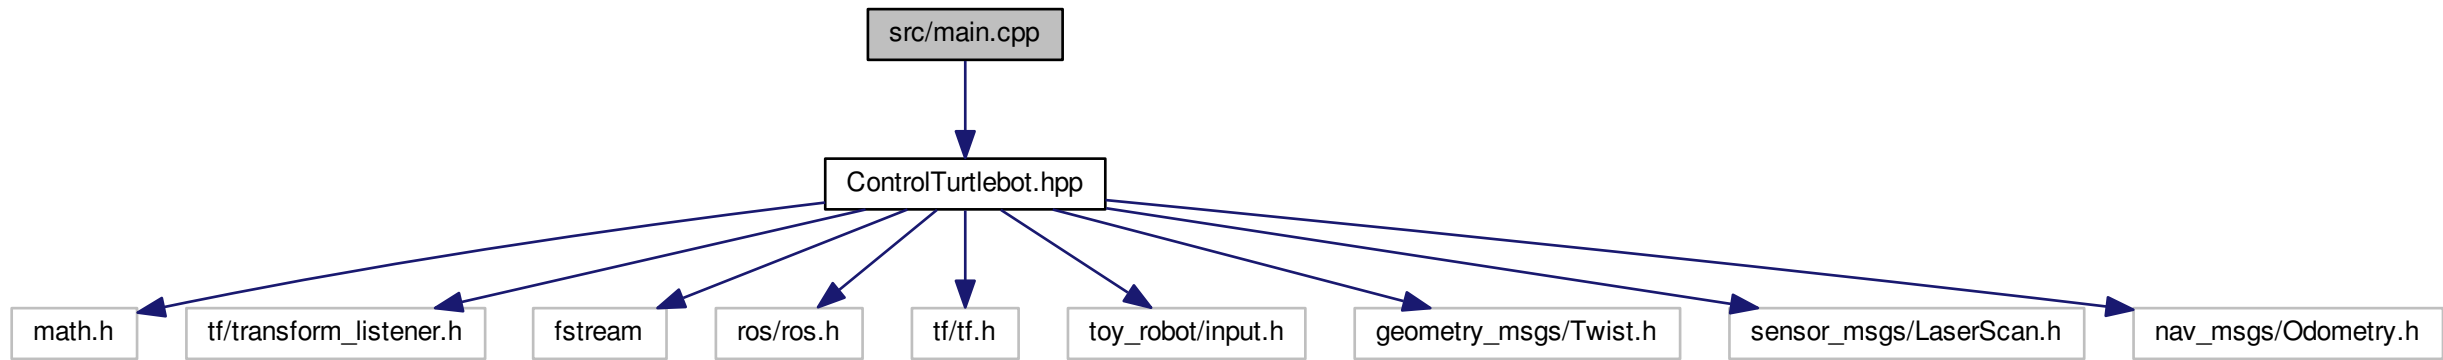 src/main.cpp
ControlTurtlebot.hpp
math.h
tf/transform_listener.h
fstream
ros/ros.h
tf/tf.h
toy_robot/input.h
geometry_msgs/Twist.h
sensor_msgs/LaserScan.h
nav_msgs/Odometry.h